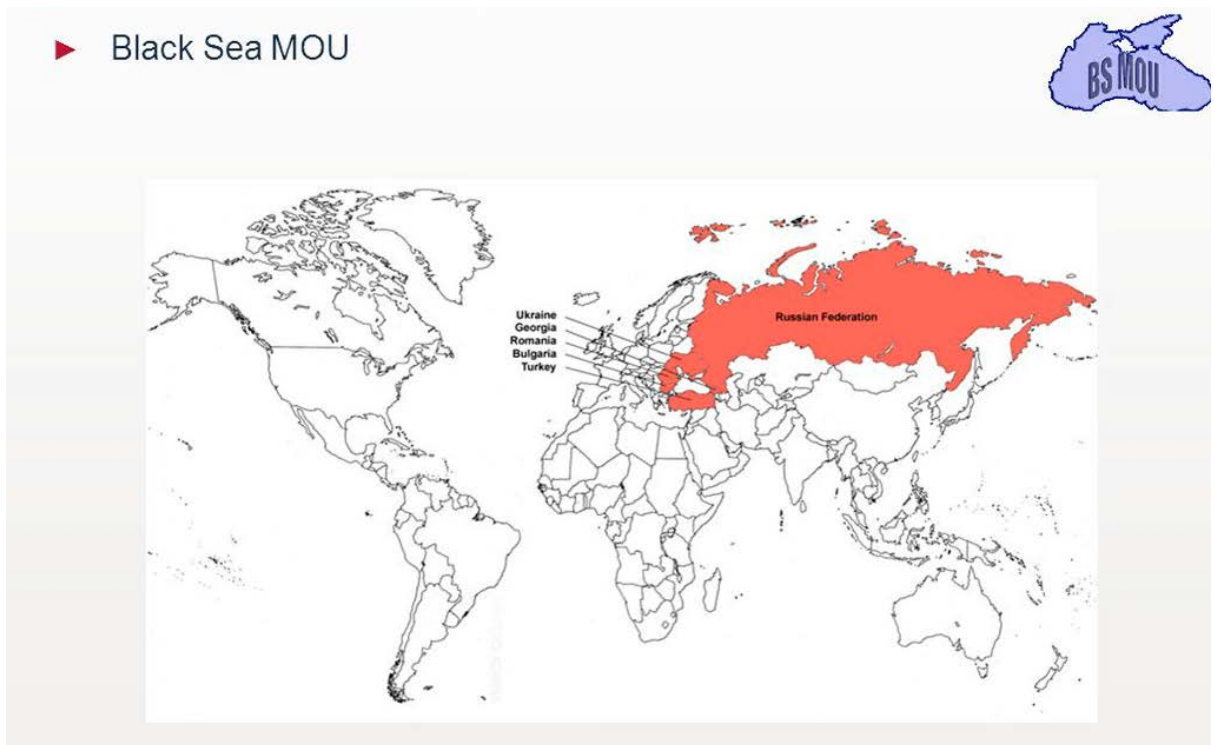 ► Black Sea MOU
BS MOU
Ukraine
Georgia
Romania
Bulgaria
Turkey
Russian Federation